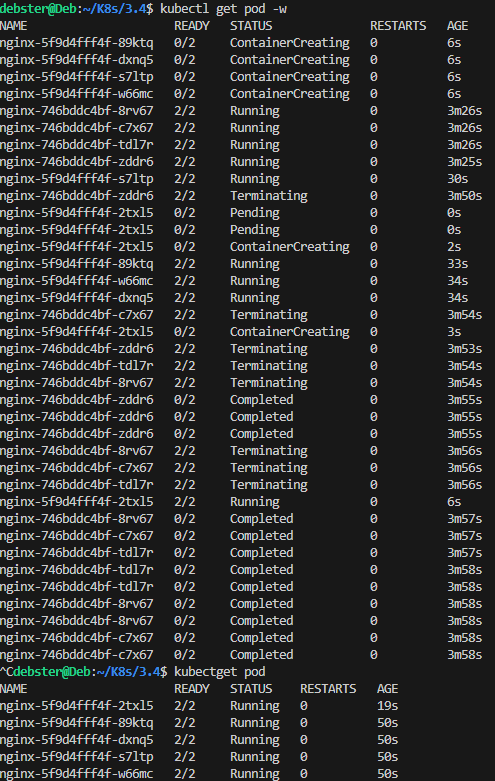 debster@Deb:~/K8s/3.4$ kubectl get pod -w
NAME READY STATUS RESTARTS AGE
nginx-5f9d4fff4f-89ktq 0/2 ContainerCreating 0 6s
nginx-5f9d4fff4f-dxnq5 0/2 ContainerCreating 0 6s
nginx-5f9d4fff4f-s7ltp 0/2 ContainerCreating 0 6s
nginx-5f9d4fff4f-w66mc 0/2 ContainerCreating 0 6s
nginx-746bddc4bf-8rv67 2/2 Running 0 3m26s
nginx-746bddc4bf-c7x67 2/2 Running 0 3m26s
nginx-746bddc4bf-tdl7r 2/2 Running 0 3m26s
nginx-746bddc4bf-zddr6 2/2 Running 0 3m25s
nginx-5f9d4fff4f-s7ltp 2/2 Running 0 30s
nginx-746bddc4bf-zddr6 2/2 Terminating 0 3m50s
nginx-5f9d4fff4f-2txl5 0/2 Pending 0 0s
nginx-5f9d4fff4f-2txl5 0/2 Pending 0 0s
nginx-5f9d4fff4f-2txl5 0/2 ContainerCreating 0 2s
nginx-5f9d4fff4f-89ktq 2/2 Running 0 33s
nginx-5f9d4fff4f-w66mc 2/2 Running 0 34s
nginx-5f9d4fff4f-dxnq5 2/2 Running 0 34s
nginx-746bddc4bf-c7x67 2/2 Terminating 0 3m54s
nginx-5f9d4fff4f-2txl5 0/2 ContainerCreating 0 3s
nginx-746bddc4bf-zddr6 2/2 Terminating 0 3m53s
nginx-746bddc4bf-tdl7r 2/2 Terminating 0 3m54s
nginx-746bddc4bf-8rv67 2/2 Terminating 0 3m54s
nginx-746bddc4bf-zddr6 0/2 Completed 0 3m55s
nginx-746bddc4bf-zddr6 0/2 Completed 0 3m55s
nginx-746bddc4bf-zddr6 0/2 Completed 0 3m55s
nginx-746bddc4bf-8rv67 2/2 Terminating 0 3m56s
nginx-746bddc4bf-c7x67 2/2 Terminating 0 3m56s
nginx-746bddc4bf-tdl7r 2/2 Terminating 0 3m56s
nginx-5f9d4fff4f-2txl5 2/2 Running 0 6s
nginx-746bddc4bf-8rv67 0/2 Completed 0 3m57s
nginx-746bddc4bf-c7x67 0/2 Completed 0 3m57s
nginx-746bddc4bf-tdl7r 0/2 Completed 0 3m57s
nginx-746bddc4bf-tdl7r 0/2 Completed 0 3m58s
nginx-746bddc4bf-tdl7r 0/2 Completed 0 3m58s
nginx-746bddc4bf-8rv67 0/2 Completed 0 3m58s
nginx-746bddc4bf-8rv67 0/2 Completed 0 3m58s
nginx-746bddc4bf-c7x67 0/2 Completed 0 3m58s
nginx-746bddc4bf-c7x67 0/2 Completed 0 3m58s
^Cdebster@Deb:~/K8s/3.4$ kubectget pod
NAME READY STATUS RESTARTS AGE
nginx-5f9d4fff4f-2txl5 2/2 Running 0 19s
nginx-5f9d4fff4f-89ktq 2/2 Running 0 50s
nginx-5f9d4fff4f-dxnq5 2/2 Running 0 50s
nginx-5f9d4fff4f-s7ltp 2/2 Running 0 50s
nginx-5f9d4fff4f-w66mc 2/2 Running 0 50s